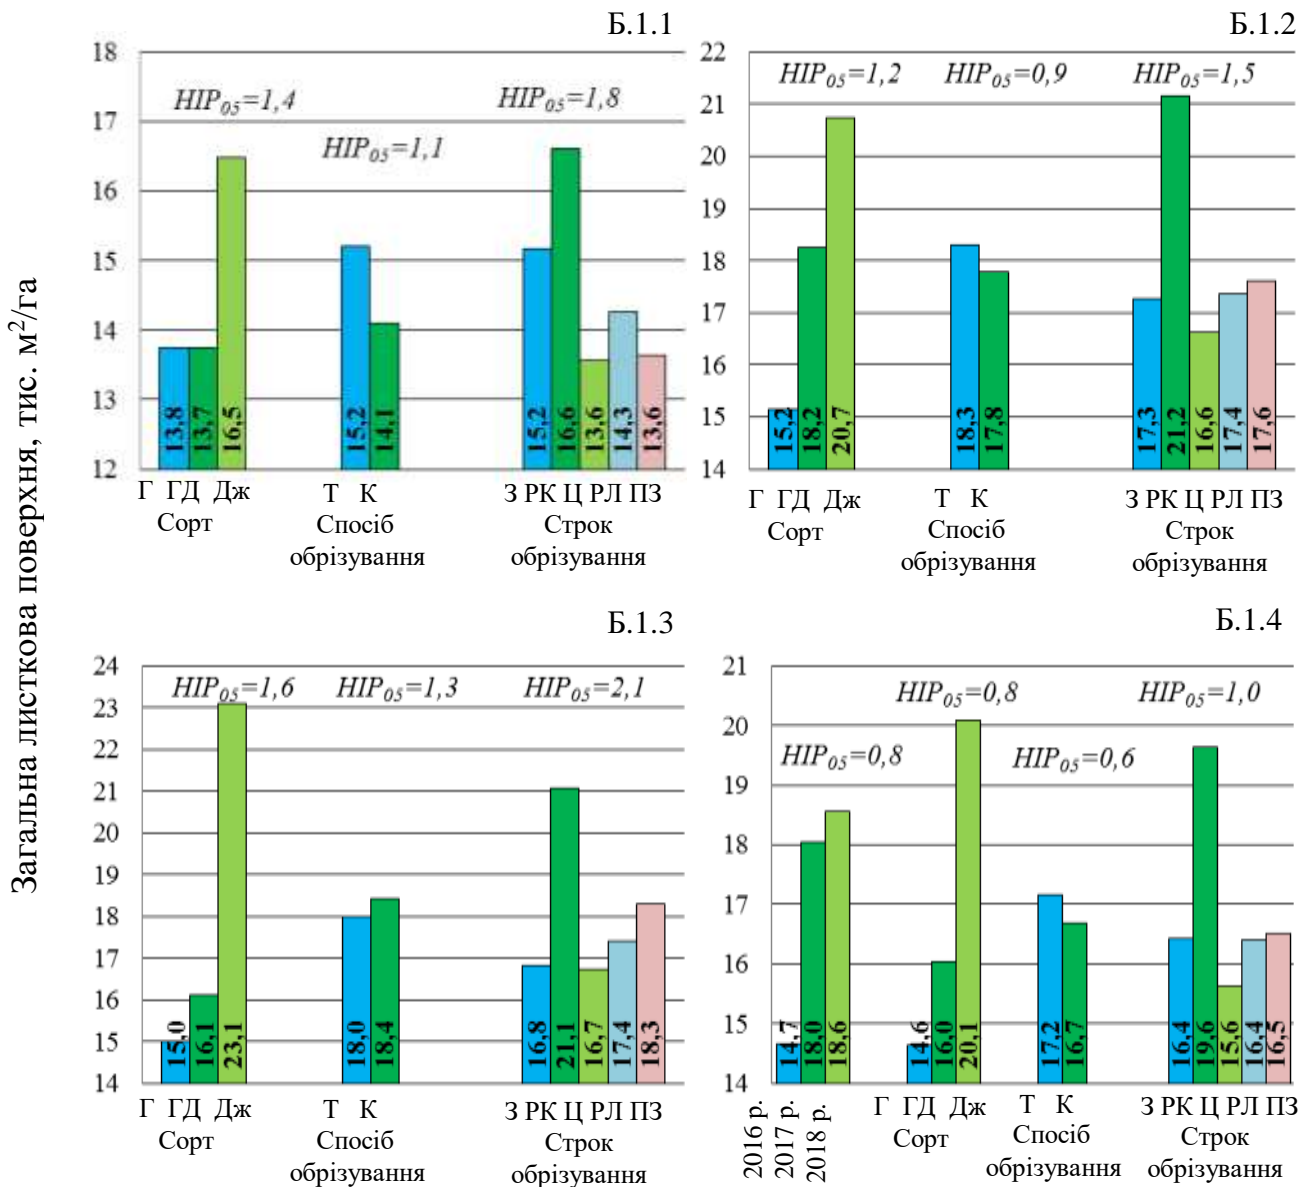 Загальна листкова поверхня, тис. м²/га
Б.1.1
18
17
16
15
14
13
12
НІР₀₅=1,4
НІР₀₅=1,1
НІР₀₅=1,8
13,8
13,7
16,5
15,2
14,1
15,2
16,6
13,6
14,3
13,6
Г ГД Дж
Сорт
Т К
Спосіб
обрізування
З РК Ц РЛ ПЗ
Строк
обрізування
Б.1.2
22
21
20
19
18
17
16
15
14
НІР₀₅=1,2
НІР₀₅=0,9
НІР₀₅=1,5
15,2
18,2
20,7
18,3
17,8
17,3
21,2
16,6
17,4
17,6
Г ГД Дж
Сорт
Т К
Спосіб
обрізування
З РК Ц РЛ ПЗ
Строк
обрізування
Б.1.3
24
23
22
21
20
19
18
17
16
15
14
НІР₀₅=1,6
НІР₀₅=1,3
НІР₀₅=2,1
15,0
16,1
23,1
18,0
18,4
16,8
21,1
16,7
17,4
18,3
Г ГД Дж
Сорт
Т К
Спосіб
обрізування
З РК Ц РЛ ПЗ
Строк
обрізування
Б.1.4
21
20
19
18
17
16
15
14
НІР₀₅=0,8
НІР₀₅=0,8
НІР₀₅=0,6
НІР₀₅=1,0
14,7
18,0
18,6
14,6
16,0
20,1
17,2
16,7
16,4
19,6
15,6
16,4
16,5
2016 р.
2017 р.
2018 р.
Г ГД Дж
Сорт
Т К
Спосіб
обрізування
З РК Ц РЛ ПЗ
Строк
обрізування